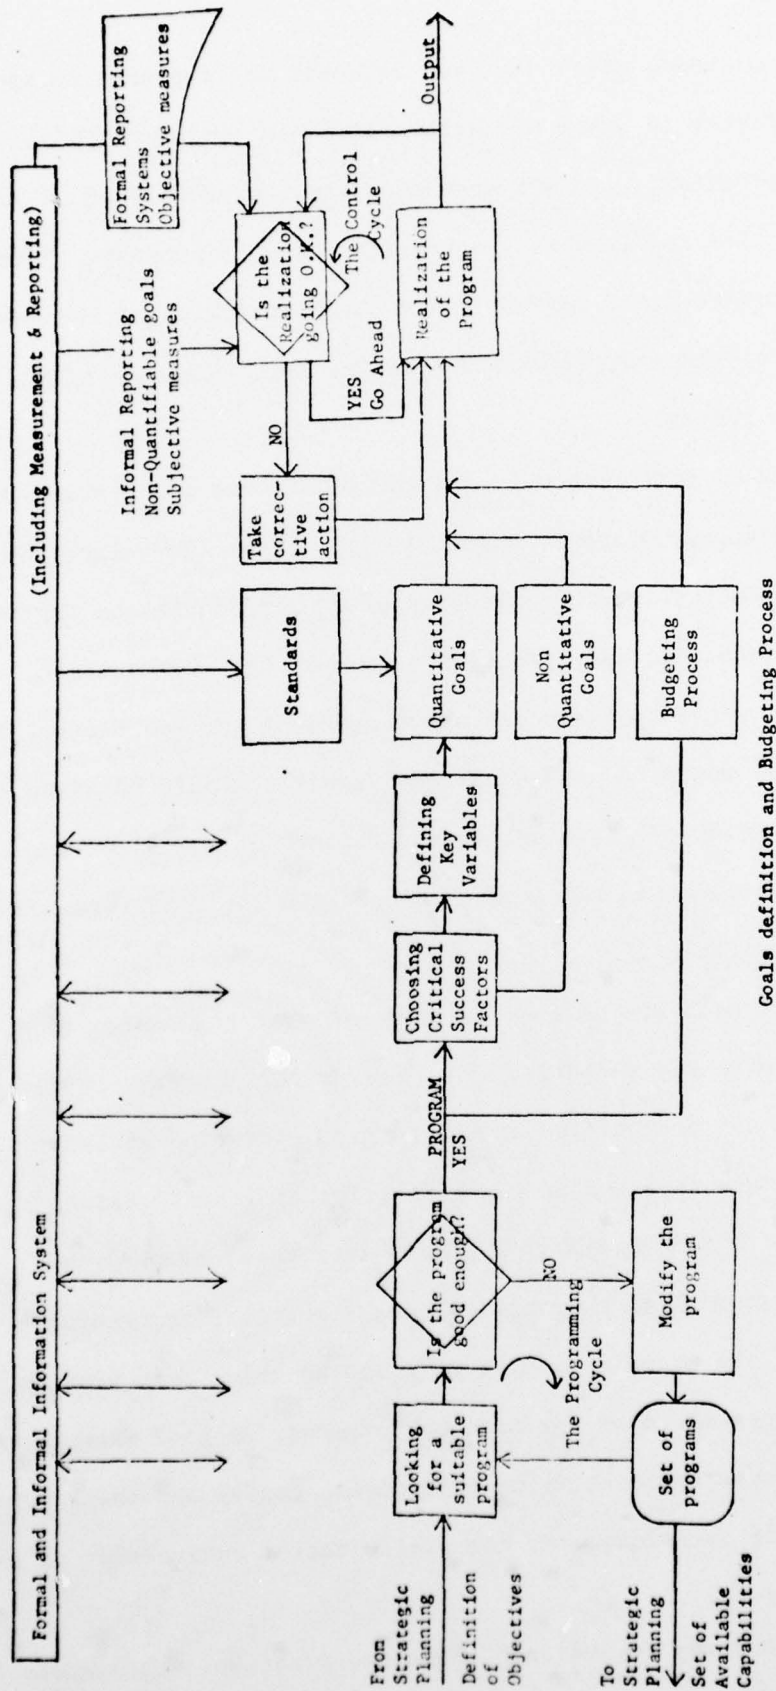 Formal and Informal Information System
(Including Measurement & Reporting)
Formal Reporting
Systems
Objective measures
Informal Reporting
Non-Quantifiable goals
Subjective measures
Is the
Realization
going O.K.?
The Control
Cycle
NO
YES
Go Ahead
Take
correc-
tive
action
Realization
of the
Program
Output
Standards
Quantitative
Goals
Non
Quantitative
Goals
Budgeting
Process
Defining
Key
Variables
Choosing
Critical
Success
Factors
PROGRAM
YES
Is the program
good enough?
NO
The Programming
Cycle
Modify the
program
Looking
for a
suitable
program
Set of
programs
From
Strategic
Planning
Definition
of
Objectives
To
Strategic
Planning
Set of
Available
Capabilities
Goals definition and Budgeting Process